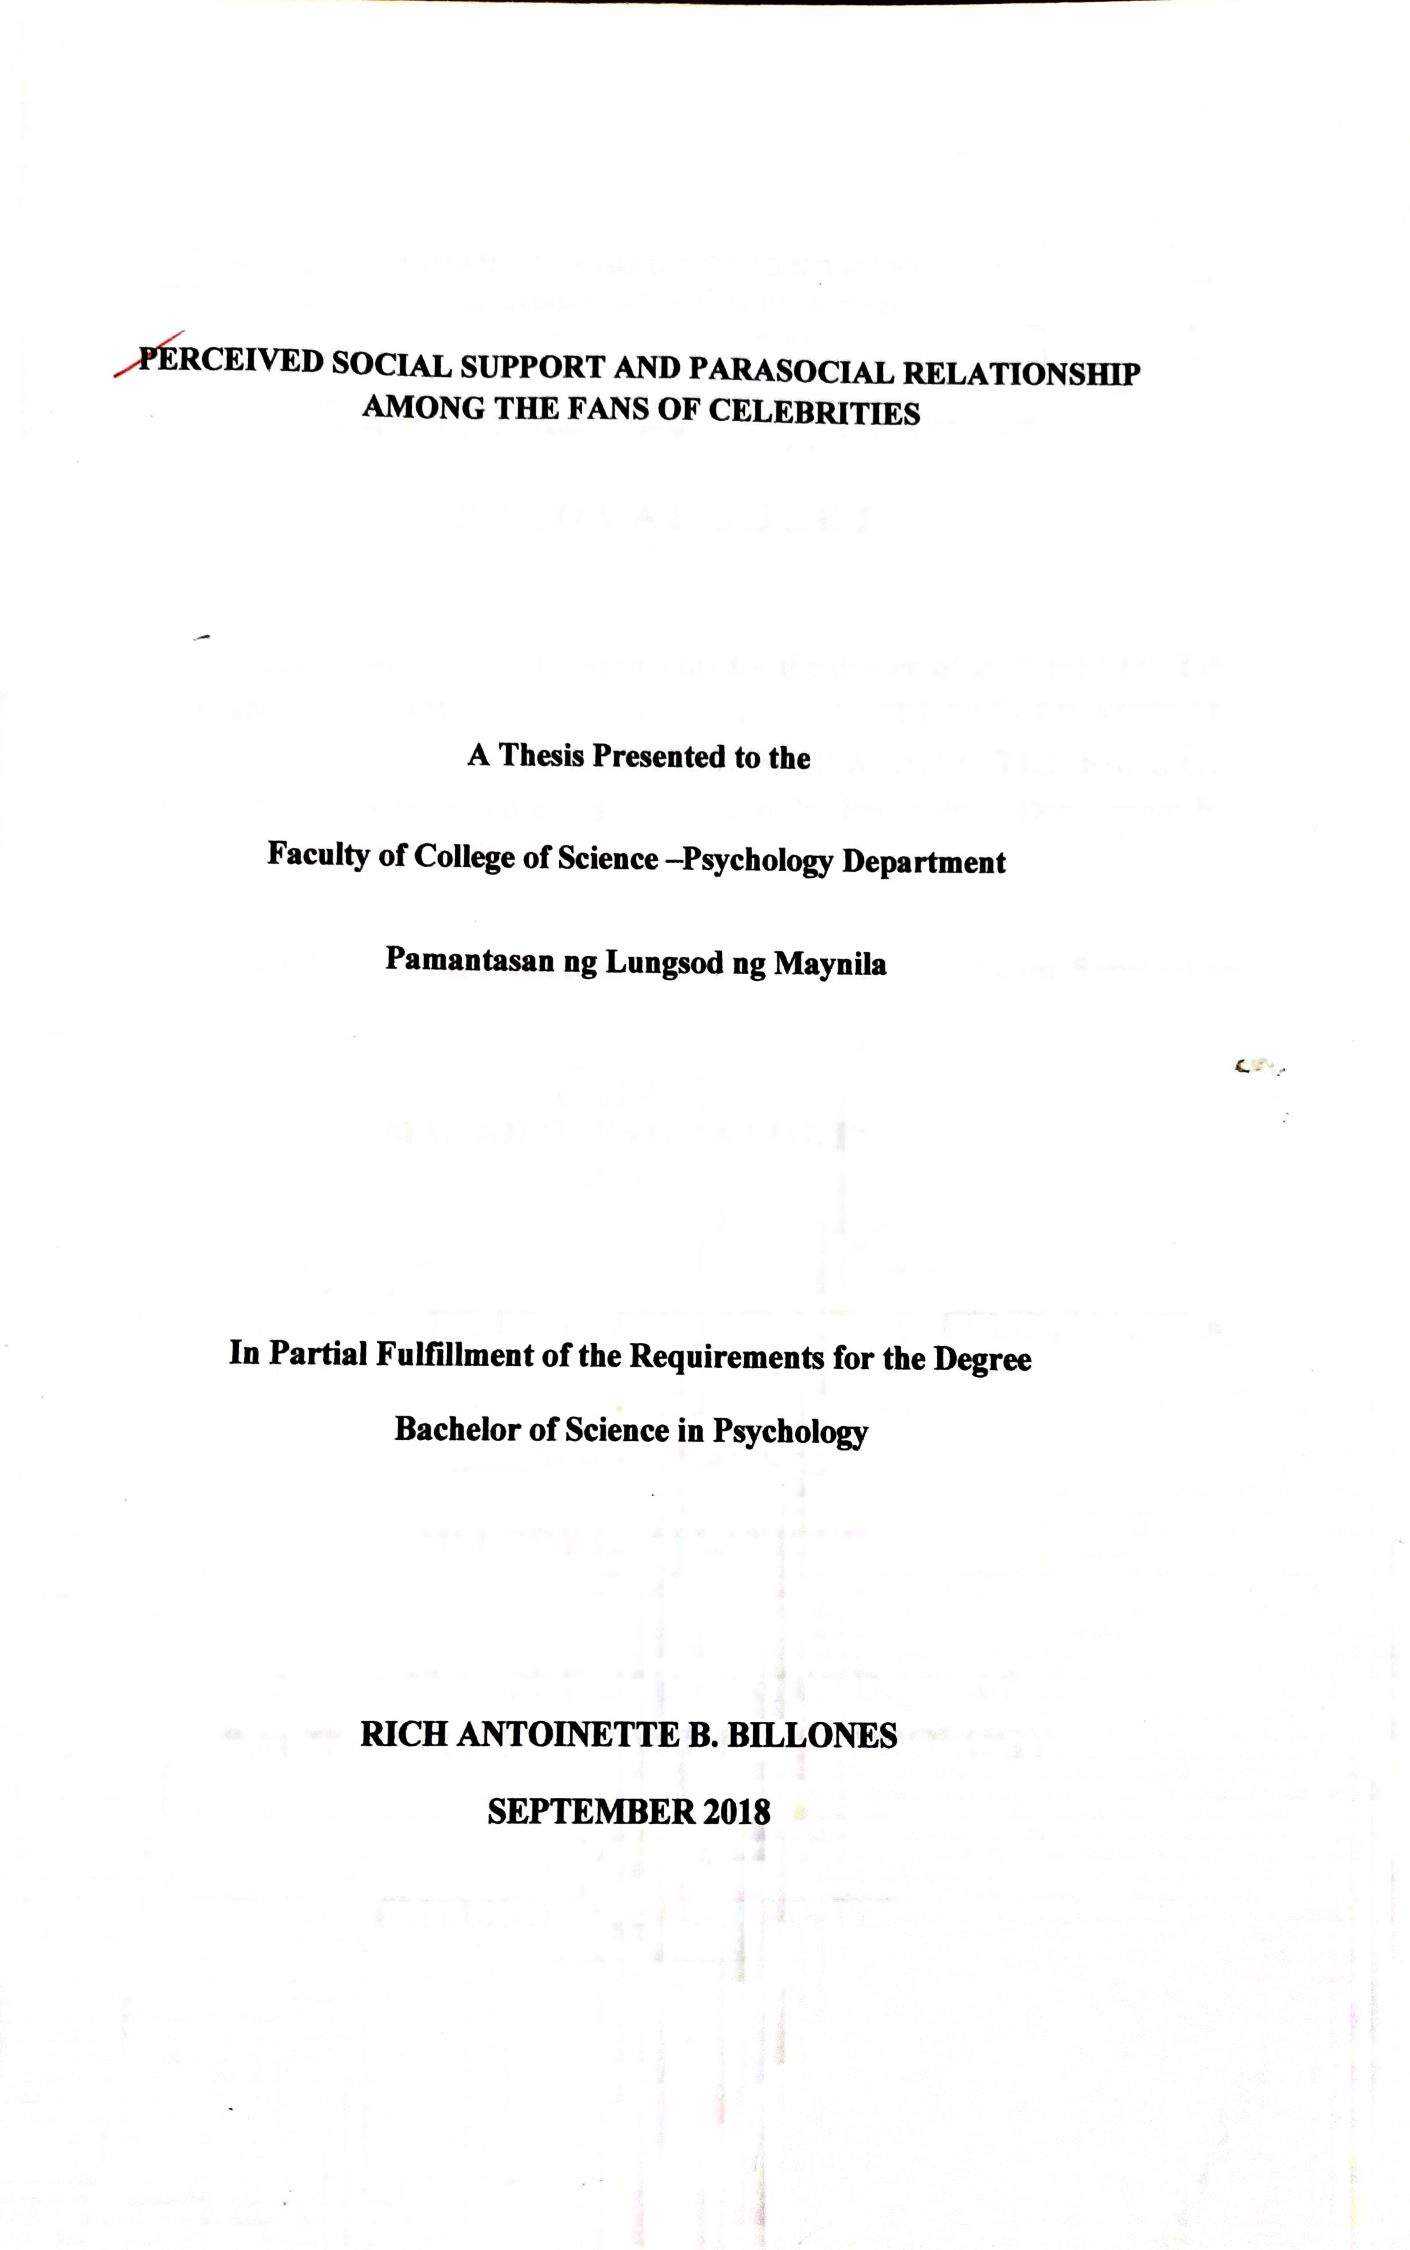 PERCEIVED SOCIAL SUPPORT AND PARASOCIAL RELATIONSHIP
AMONG THE FANS OF CELEBRITIES
A Thesis Presented to the
Faculty of College of Science –Psychology Department
Pamantasan ng Lungsod ng Maynila
In Partial Fulfillment of the Requirements for the Degree
Bachelor of Science in Psychology
RICH ANTOINETTE B. BILLONES
SEPTEMBER 2018